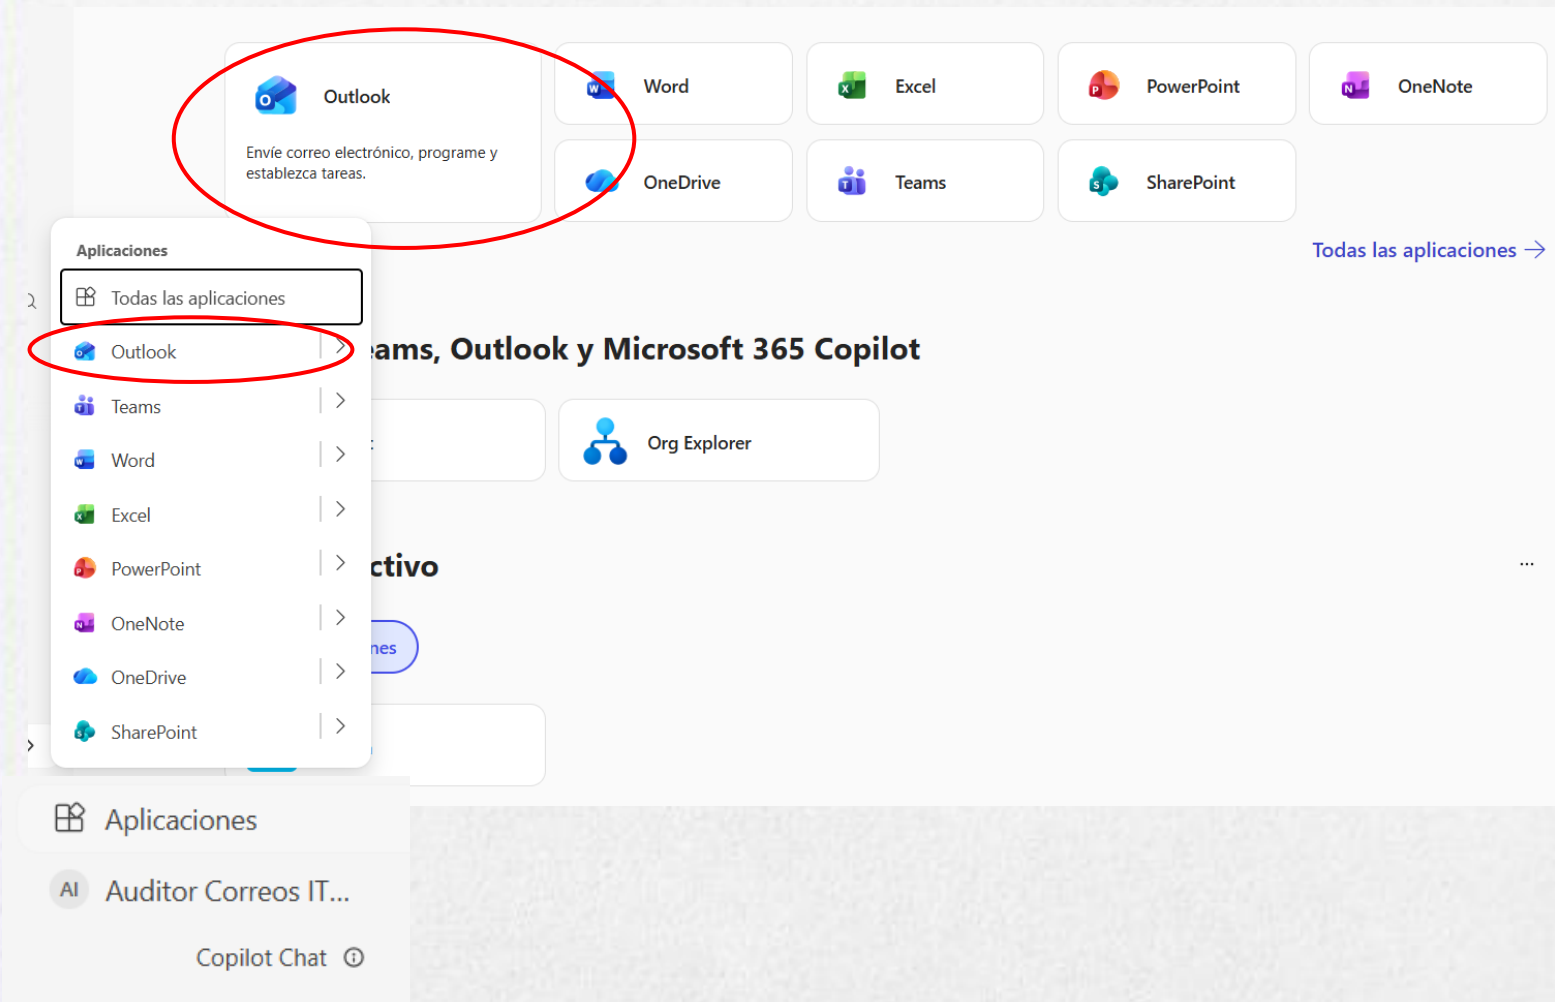 Outlook
Envíe correo electrónico, programe y
establezca tareas.
Word
Excel
PowerPoint
OneNote
OneDrive
Teams
SharePoint
Todas las aplicaciones
Aplicaciones
Todas las aplicaciones
Outlook
Teams
Word
Excel
PowerPoint
OneNote
OneDrive
SharePoint
eams, Outlook y Microsoft 365 Copilot
Org Explorer
ctivo
nes
Aplicaciones
AI Auditor Correos IT...
Copilot Chat